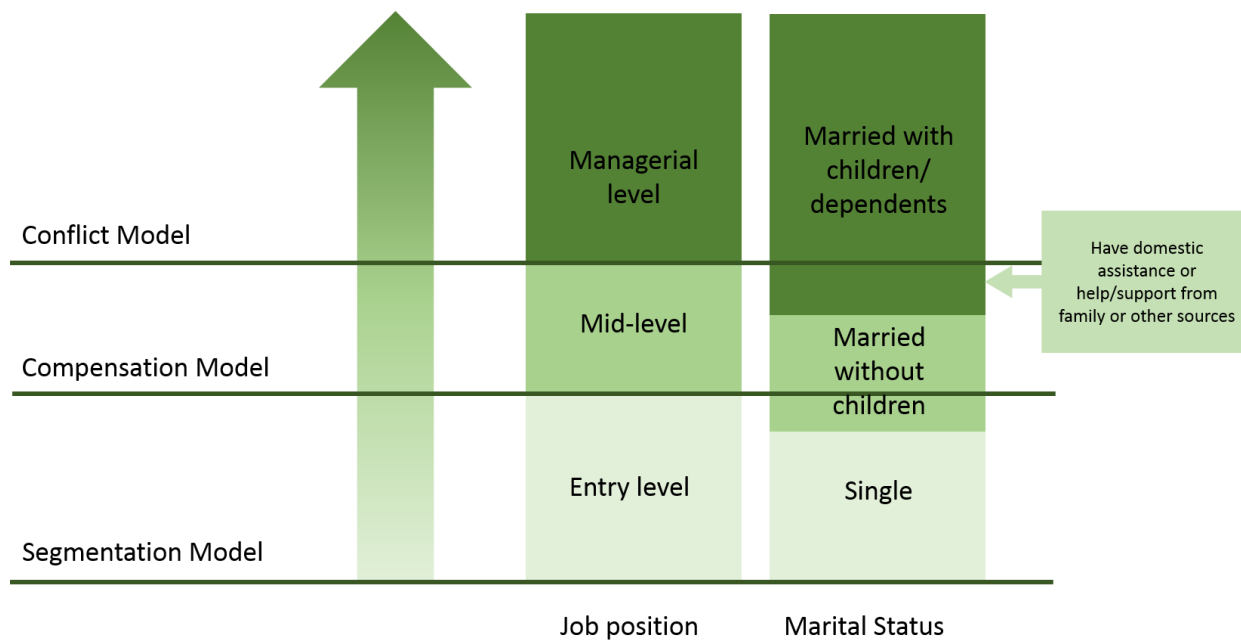 Managerial
level
Married with
children/
dependents
Conflict Model
Have domestic
assistance or
help/support from
family or other sources
Mid-level
Married
without
children
Compensation Model
Entry level
Single
Segmentation Model
Job position
Marital Status